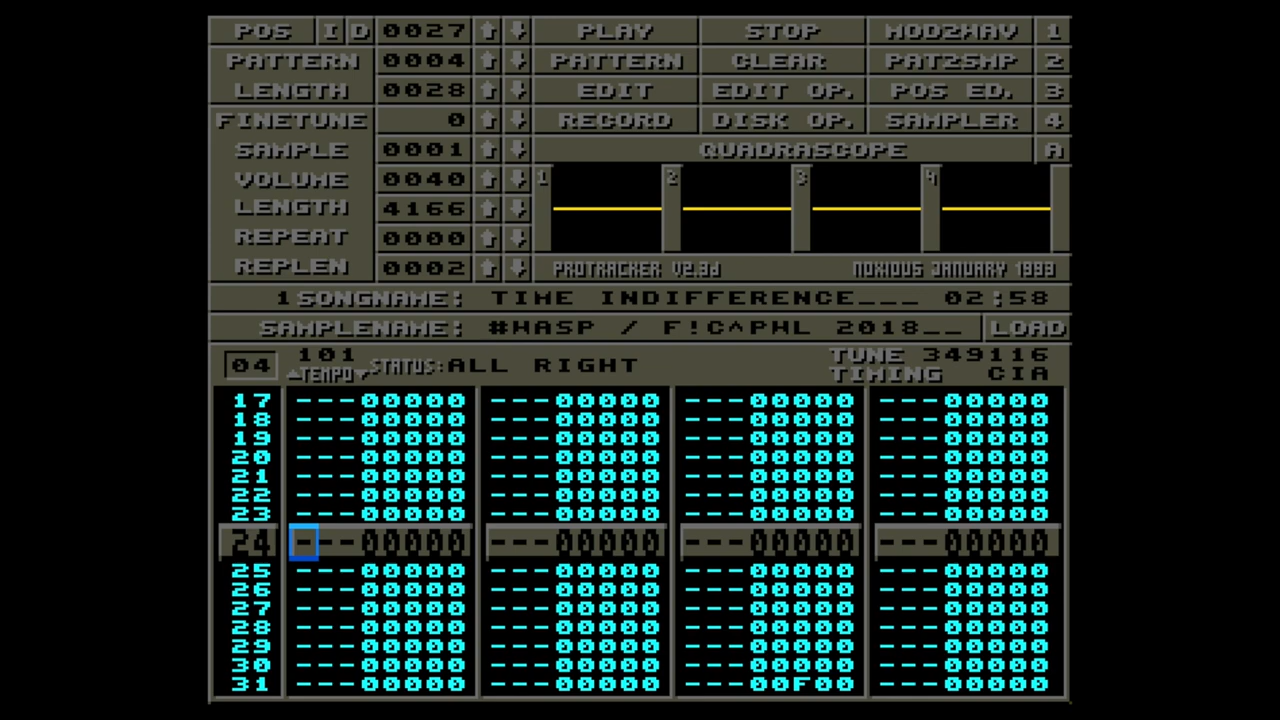 POS I D 0027 PLAY STOP MOD2WAV 1
PATTERN 0004 PATTERN CLEAR PAT2SMP 2
LENGTH 0028 EDIT EDIT OP. POS ED. 3
FINETUNE 0 RECORD DISK OP. SAMPLER 4
SAMPLE 0001 QUADRASCOPE A
VOLUME 0040 1 2 3 4
LENGTH 4166
REPEAT 0000
REPLEN 0002 PROTRACKER V2.3d NOXIOUS JANUARY 1993
1 SONGNAME: TIME INDIFFERENCE___ 02:58
SAMPLENAME: #WASP / F!C^PHL 2018__ LOAD
04 101 TEMPO STATUS: ALL RIGHT TUNE 349116
TIMING CIA
17 ---00000 ---00000 ---00000 ---00000
18 ---00000 ---00000 ---00000 ---00000
19 ---00000 ---00000 ---00000 ---00000
20 ---00000 ---00000 ---00000 ---00000
21 ---00000 ---00000 ---00000 ---00000
22 ---00000 ---00000 ---00000 ---00000
23 ---00000 ---00000 ---00000 ---00000
24 ---00000 ---00000 ---00000 ---00000
25 ---00000 ---00000 ---00000 ---00000
26 ---00000 ---00000 ---00000 ---00000
27 ---00000 ---00000 ---00000 ---00000
28 ---00000 ---00000 ---00000 ---00000
29 ---00000 ---00000 ---00000 ---00000
30 ---00000 ---00000 ---00000 ---00000
31 ---00000 ---00000 ---00F00 ---00000